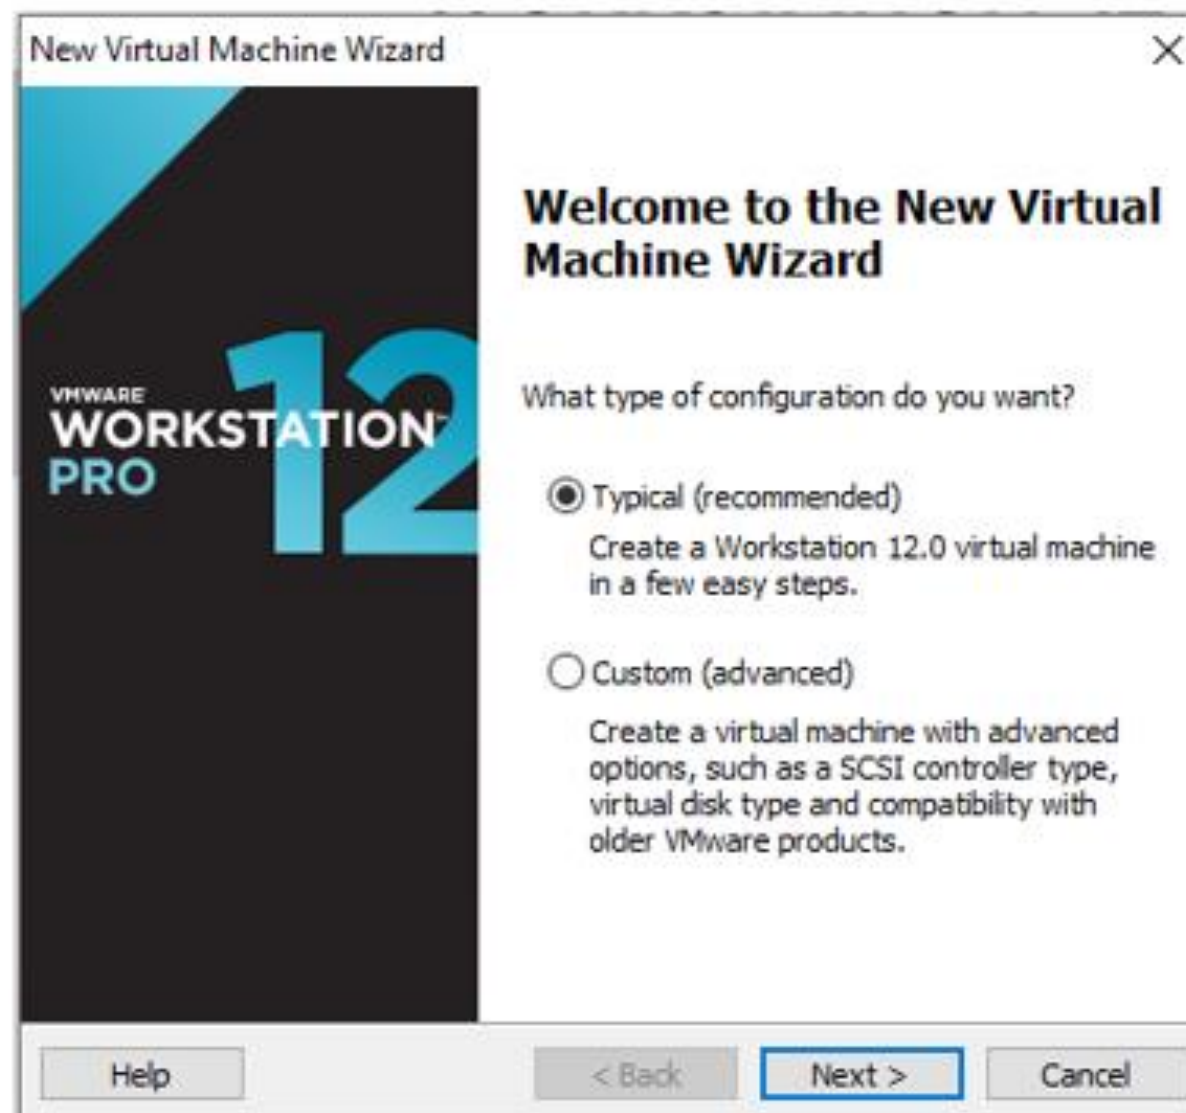 New Virtual Machine Wizard
VMWARE
WORKSTATION™
PRO
12
Welcome to the New Virtual
Machine Wizard
What type of configuration do you want?
Typical (recommended)
Create a Workstation 12.0 virtual machine
in a few easy steps.
Custom (advanced)
Create a virtual machine with advanced
options, such as a SCSI controller type,
virtual disk type and compatibility with
older VMware products.
Help
< Back
Next >
Cancel